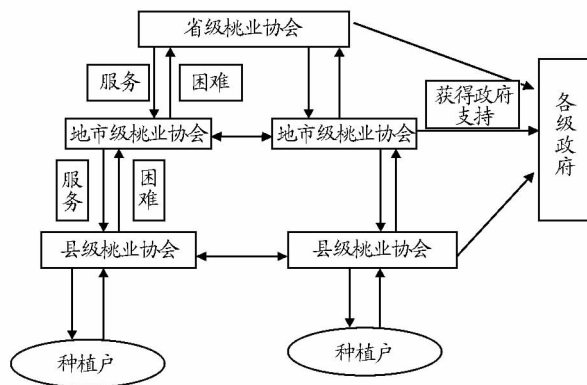 省级桃业协会
服务
困难
获得政府
支持
各级政府
地市级桃业协会
地市级桃业协会
服务
困难
县级桃业协会
县级桃业协会
种植户
种植户